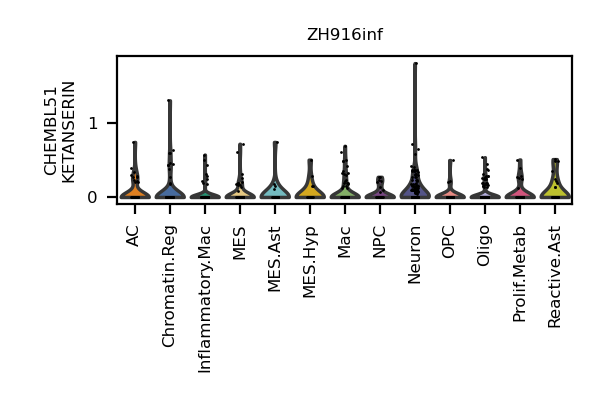 ZH916inf
CHEMBL51
KETANSERIN
1
0
AC
Chromatin.Reg
Inflammatory.Mac
MES
MES.Ast
MES.Hyp
Mac
NPC
Neuron
OPC
Oligo
Prolif.Metab
Reactive.Ast